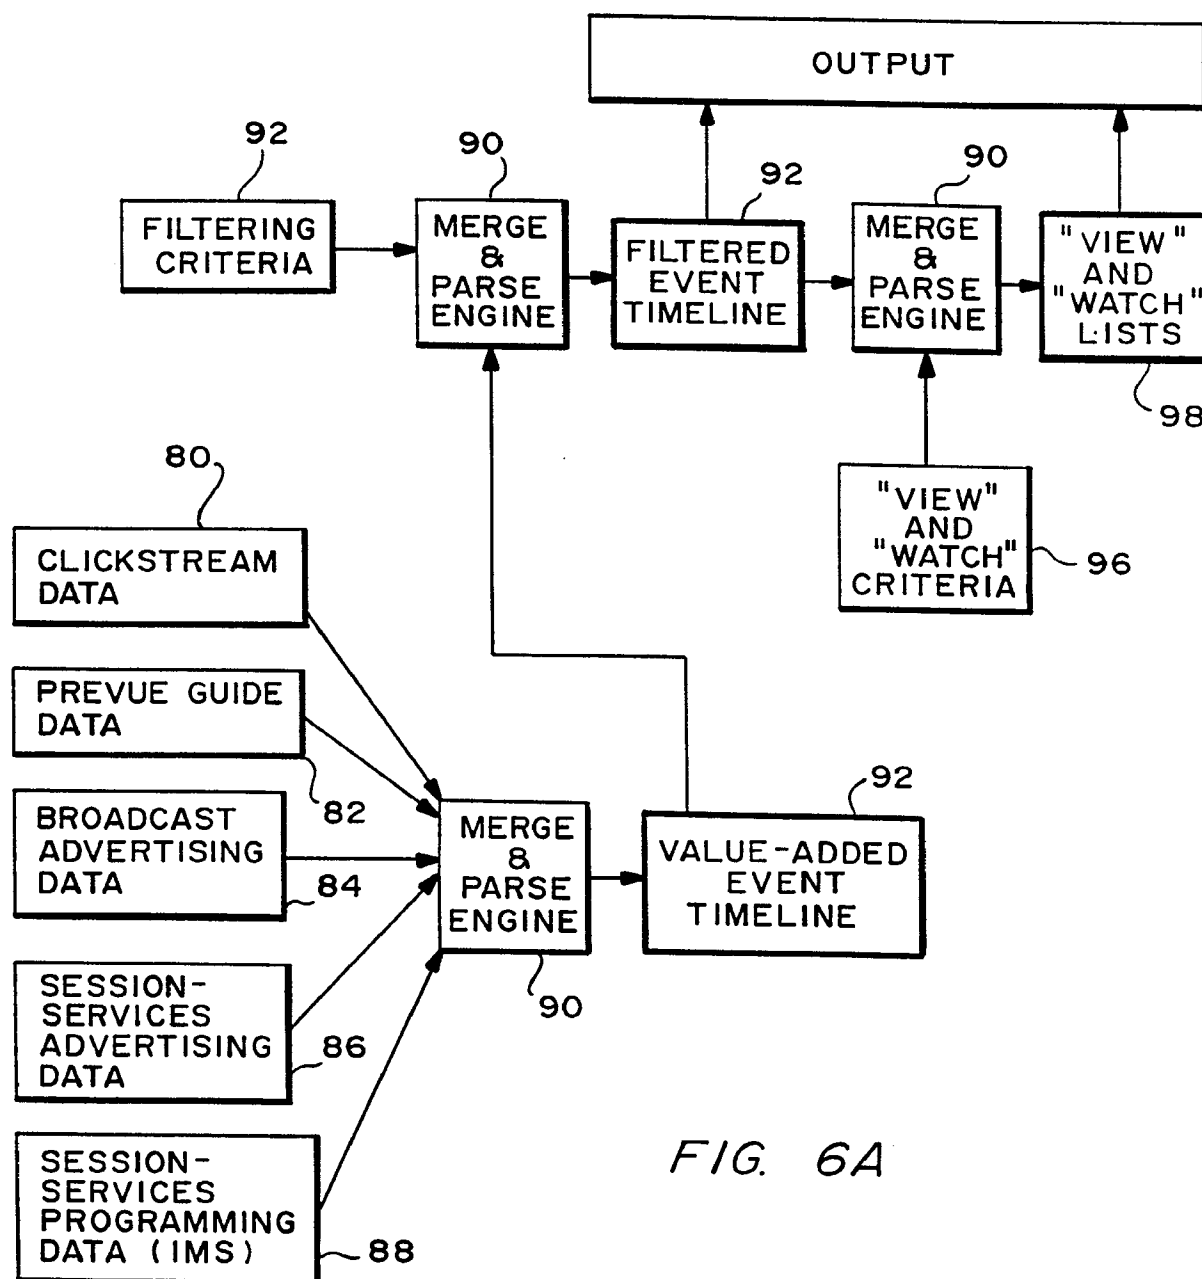 OUTPUT
92
FILTERING
CRITERIA
90
MERGE
&
PARSE
ENGINE
92
FILTERED
EVENT
TIMELINE
90
MERGE
&
PARSE
ENGINE
"VIEW"
AND
"WATCH"
LISTS
98
"VIEW"
AND
"WATCH"
CRITERIA
96
80
CLICKSTREAM
DATA
PREVUE GUIDE
DATA
82
BROADCAST
ADVERTISING
DATA
84
SESSION-
SERVICES
ADVERTISING
DATA
86
SESSION-
SERVICES
PROGRAMMING
DATA (IMS)
88
MERGE
&
PARSE
ENGINE
90
92
VALUE-ADDED
EVENT
TIMELINE
FIG. 6A